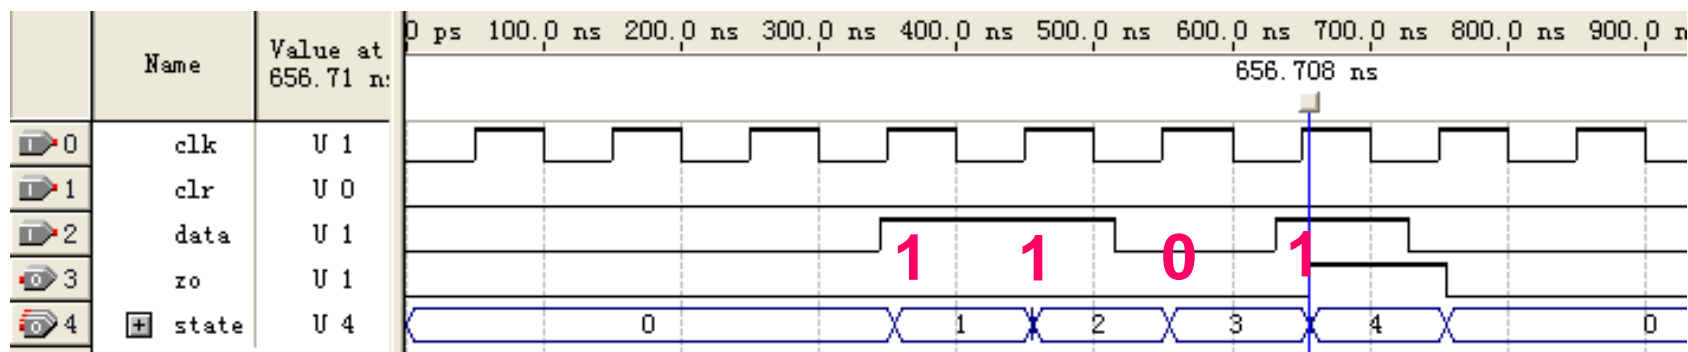 0 ps 100.0 ns 200.0 ns 300.0 ns 400.0 ns 500.0 ns 600.0 ns 700.0 ns 800.0 ns 900.0 n
Name Value at
656.71 n
656.708 ns
0 clk U 1
1 clr U 0
2 data U 1
1 1 0 1
3 zo U 1
4 + state U 4 0 1 2 3 4 0